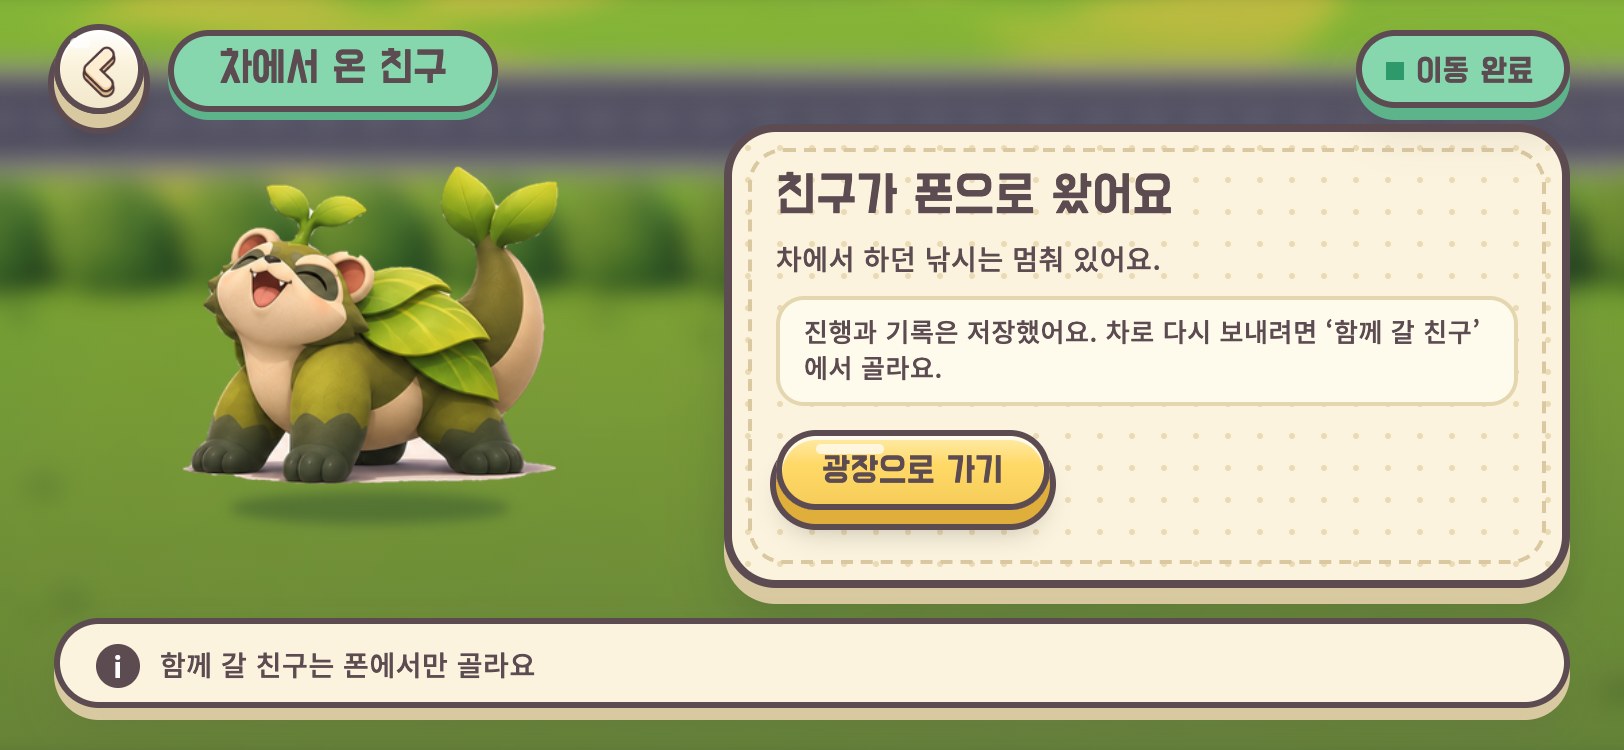 차에서 온 친구
이동 완료
친구가 폰으로 왔어요
차에서 하던 낚시는 멈춰 있어요.
진행과 기록은 저장했어요. 차로 다시 보내려면 ‘함께 갈 친구’
에서 골라요.
광장으로 가기
함께 갈 친구는 폰에서만 골라요